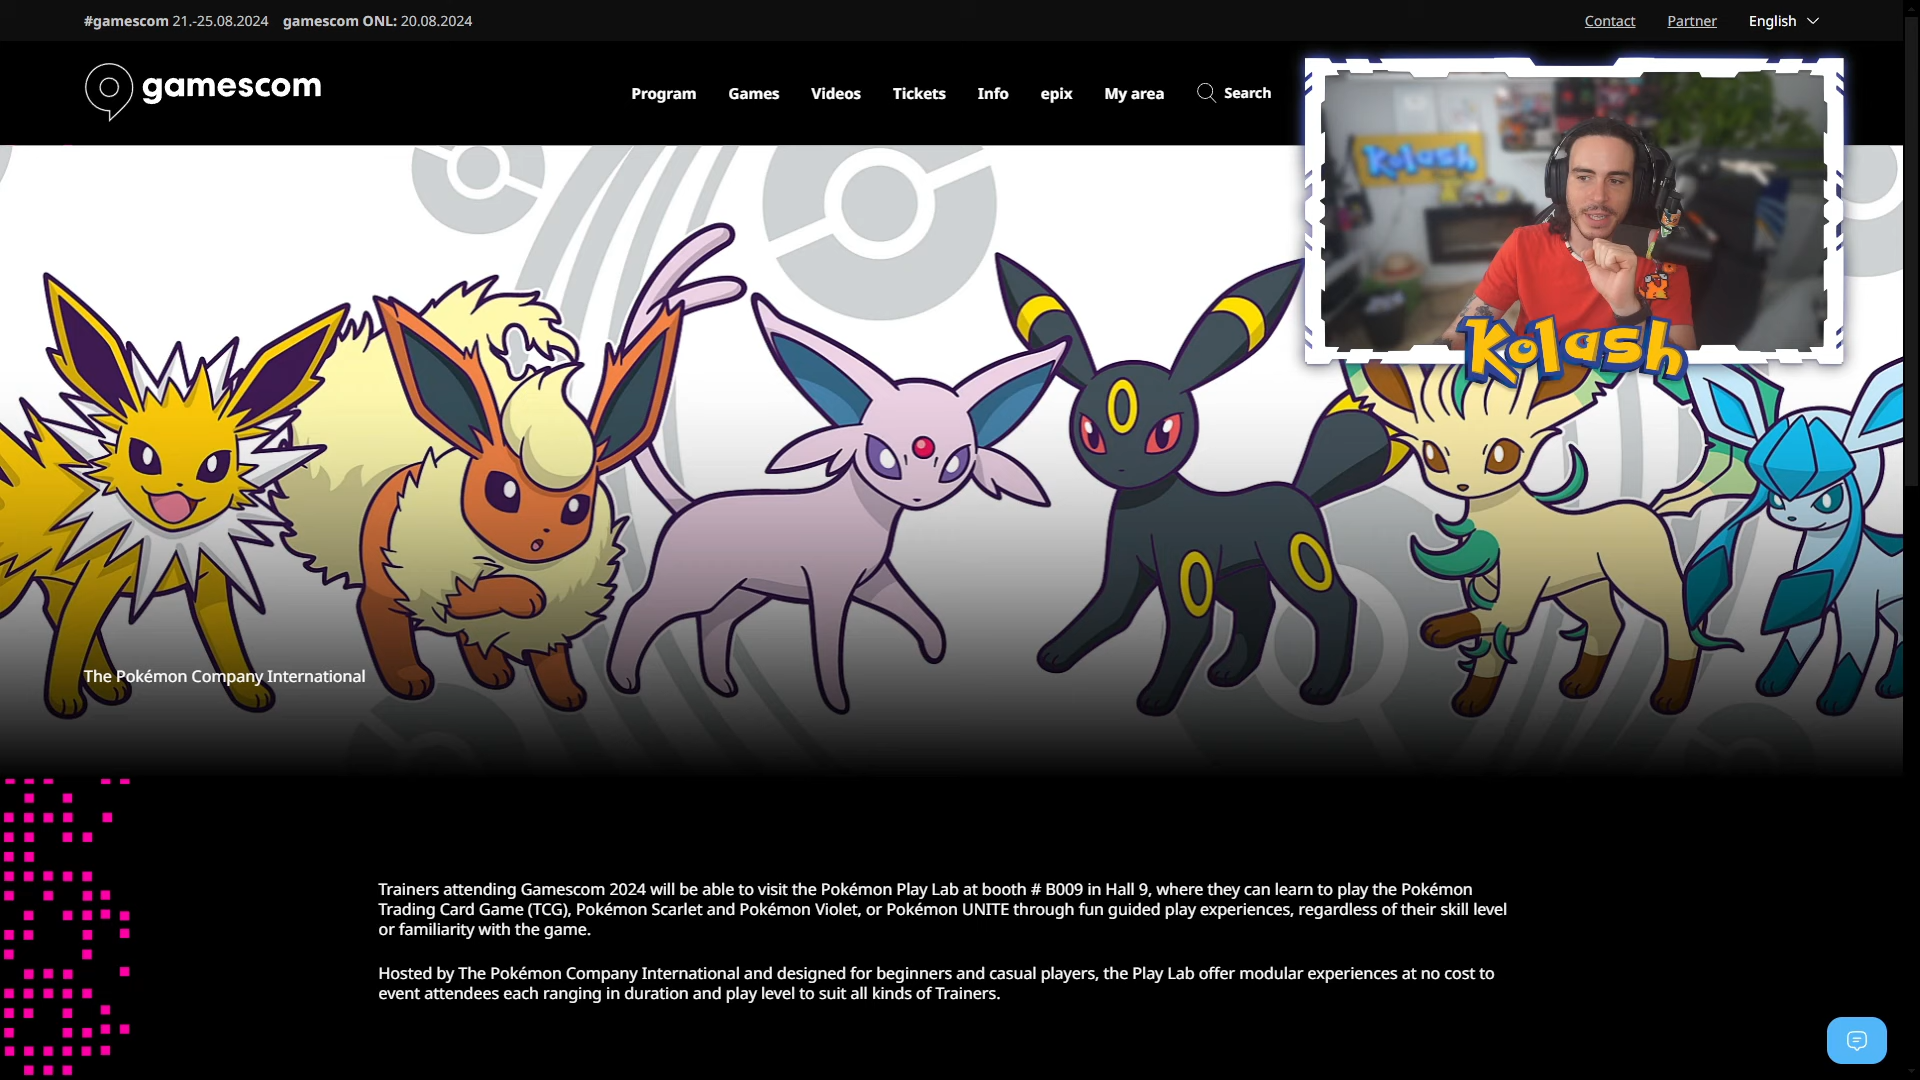 #gamescom 21.-25.08.2024 gamescom ONL: 20.08.2024
Contact Partner English
gamescom
Program Games Videos Tickets Info epix My area Search
Kolash
Kolash
The Pokémon Company International
Trainers attending Gamescom 2024 will be able to visit the Pokémon Play Lab at booth # B009 in Hall 9, where they can learn to play the Pokémon
Trading Card Game (TCG), Pokémon Scarlet and Pokémon Violet, or Pokémon UNITE through fun guided play experiences, regardless of their skill level
or familiarity with the game.
Hosted by The Pokémon Company International and designed for beginners and casual players, the Play Lab offer modular experiences at no cost to
event attendees each ranging in duration and play level to suit all kinds of Trainers.